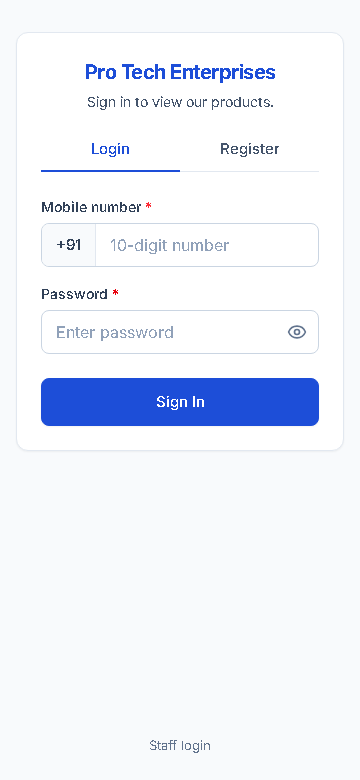 Pro Tech Enterprises
Sign in to view our products.
Login Register
Mobile number *
+91 10-digit number
Password *
Enter password
Sign In
Staff login